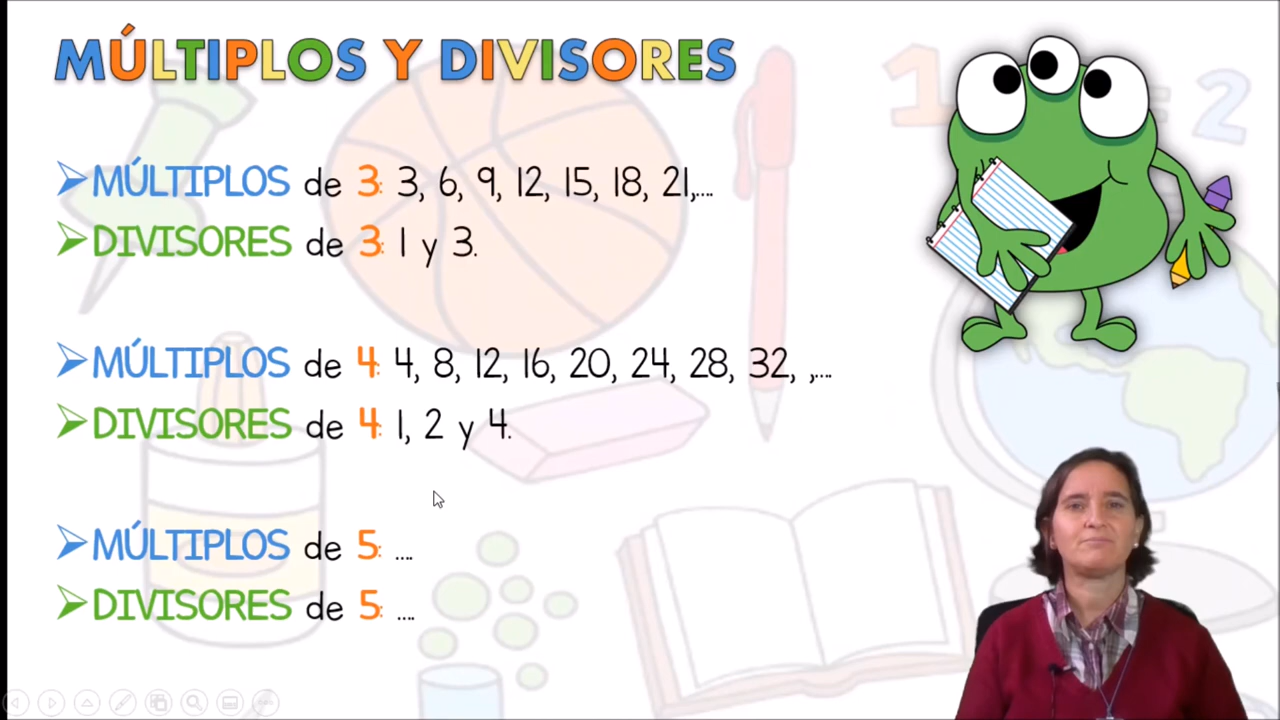 MÚLTIPLOS Y DIVISORES
1 = 2
MÚLTIPLOS de 3: 3, 6, 9, 12, 15, 18, 21,....
DIVISORES de 3: 1 y 3.
MÚLTIPLOS de 4: 4, 8, 12, 16, 20, 24, 28, 32, ,....
DIVISORES de 4: 1, 2 y 4.
MÚLTIPLOS de 5: ....
DIVISORES de 5: ....